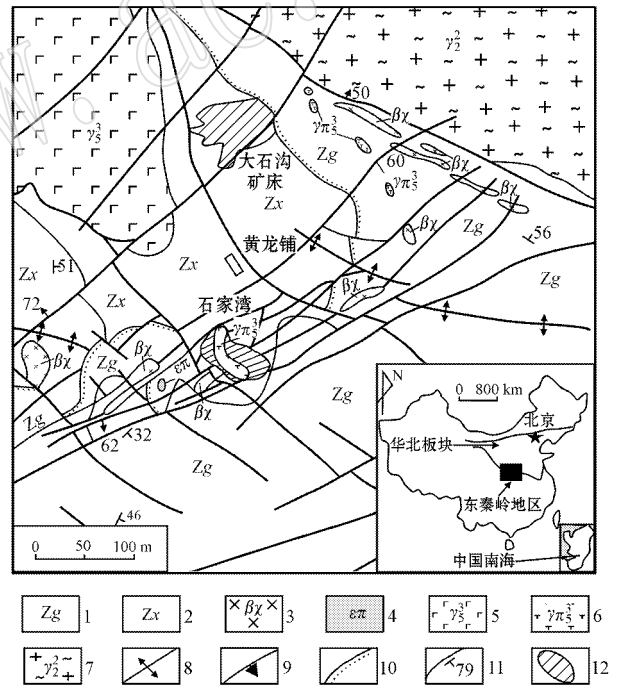 w. ac.
γ₂²
50
βχ
γπ₅³
γ₅³
Zg
大石沟
矿床
60
βχ
γπ₅³
βχ
Zx
βχ
Zg
56
黄龙铺
51
Zx
Zx
Zg
βχ
72
Zx
石家湾
γπ₅³
βχ
βχ
Zg
επ
βχ
Zg
Zg
62
32
Zg
46
0 50 100 m
N
0 800 km
北京
华北板块
东秦岭地区
中国南海
Zg 1
Zx 2
βχ 3
επ 4
γ₅³ 5
γπ₅³ 6
γ₂² 7
8
9
10
79 11
12